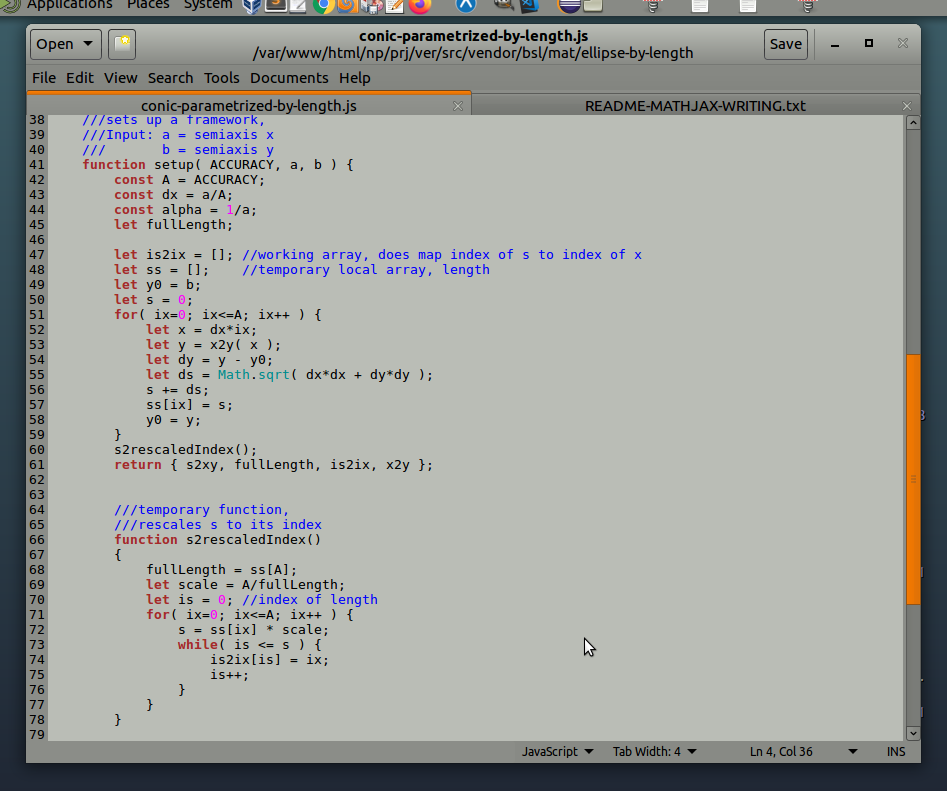 Applications Places System
conic-parametrized-by-length.js
Open
/var/www/html/np/prj/ver/src/vendor/bsl/mat/ellipse-by-length
Save
File Edit View Search Tools Documents Help
conic-parametrized-by-length.js README-MATHJAX-WRITING.txt
38 ///sets up a framework,
39 ///Input: a = semiaxis x
40 ///       b = semiaxis y
41 function setup( ACCURACY, a, b ) {
42     const A = ACCURACY;
43     const dx = a/A;
44     const alpha = 1/a;
45     let fullLength;
46
47     let is2ix = []; //working array, does map index of s to index of x
48     let ss = [];    //temporary local array, length
49     let y0 = b;
50     let s = 0;
51     for( ix=0; ix<=A; ix++ ) {
52         let x = dx*ix;
53         let y = x2y( x );
54         let dy = y - y0;
55         let ds = Math.sqrt( dx*dx + dy*dy );
56         s += ds;
57         ss[ix] = s;
58         y0 = y;
59     }
60     s2rescaledIndex();
61     return { s2xy, fullLength, is2ix, x2y };
62
63
64     ///temporary function,
65     ///rescales s to its index
66     function s2rescaledIndex()
67     {
68         fullLength = ss[A];
69         let scale = A/fullLength;
70         let is = 0; //index of length
71         for( ix=0; ix<=A; ix++ ) {
72             s = ss[ix] * scale;
73             while( is <= s ) {
74                 is2ix[is] = ix;
75                 is++;
76             }
77         }
78     }
79
JavaScript Tab Width: 4 Ln 4, Col 36 INS